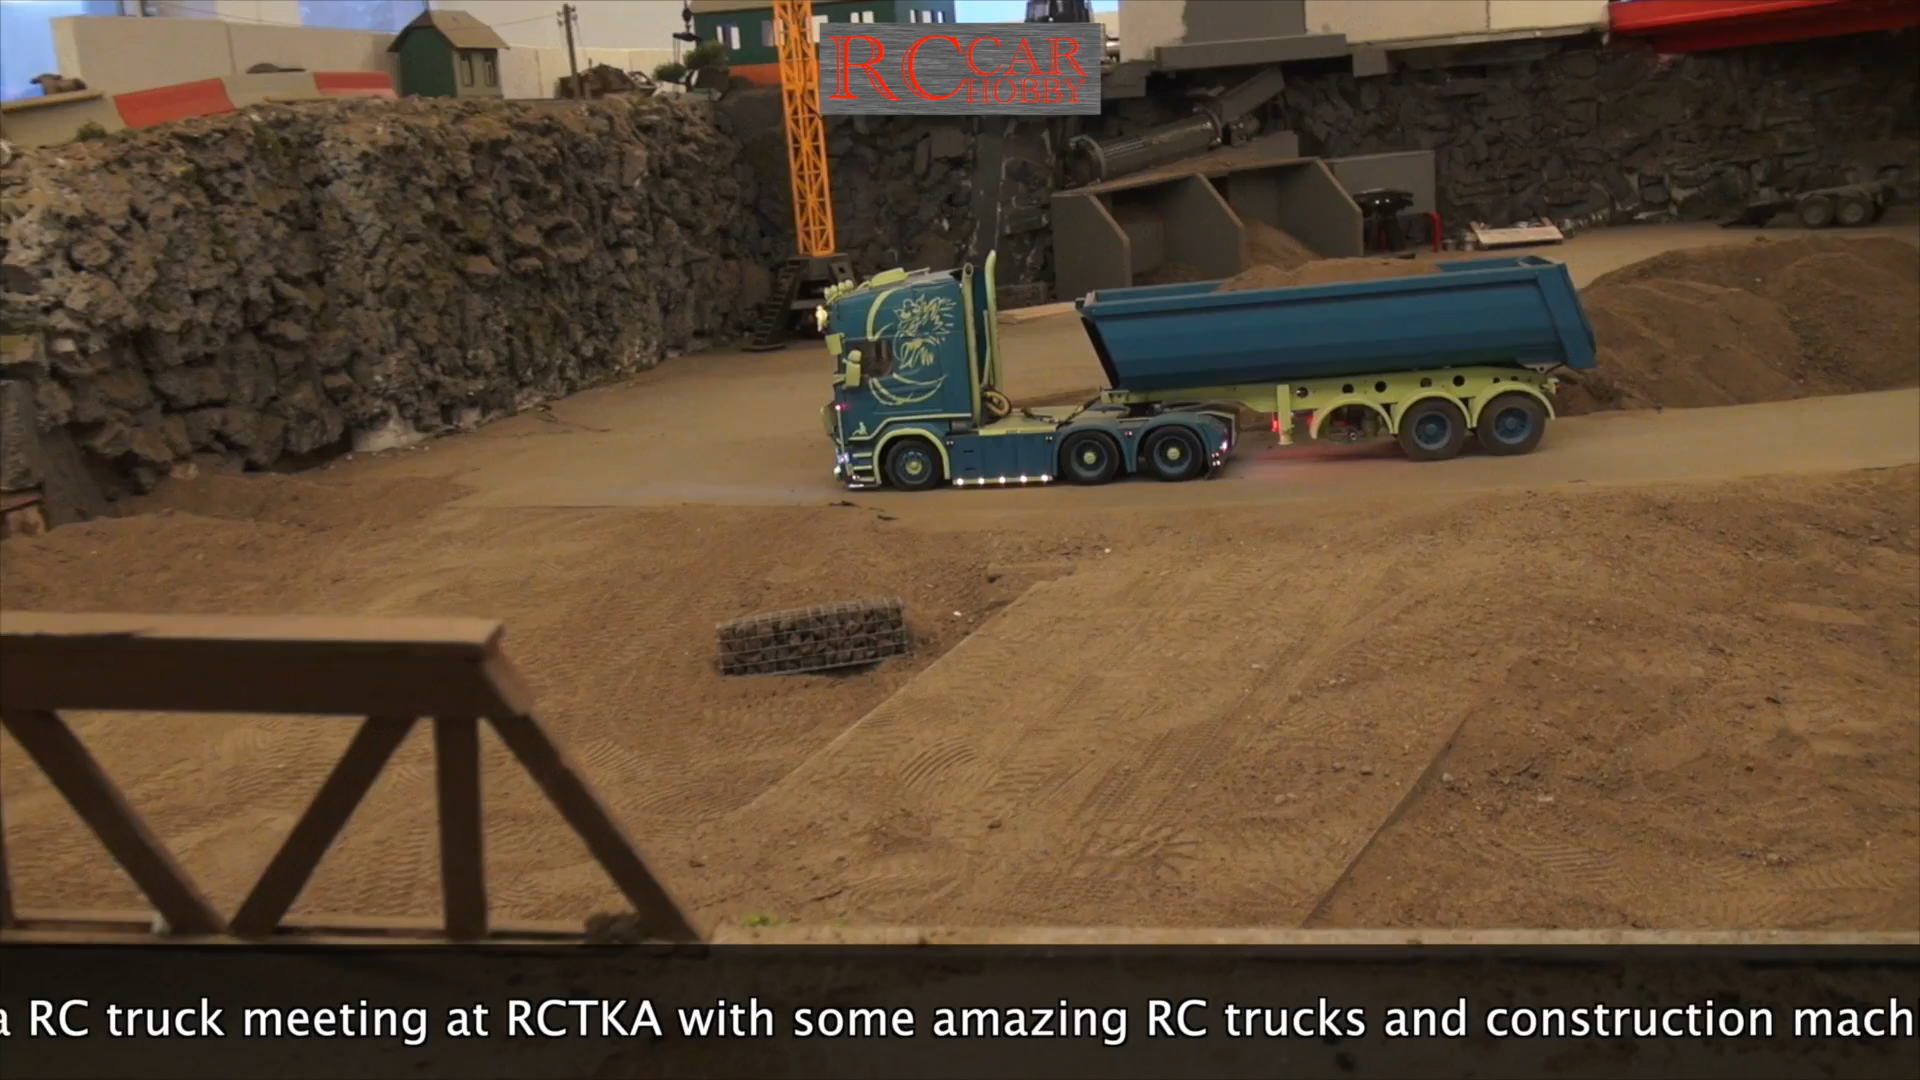 RC CAR
HOBBY
a RC truck meeting at RCTKA with some amazing RC trucks and construction mach